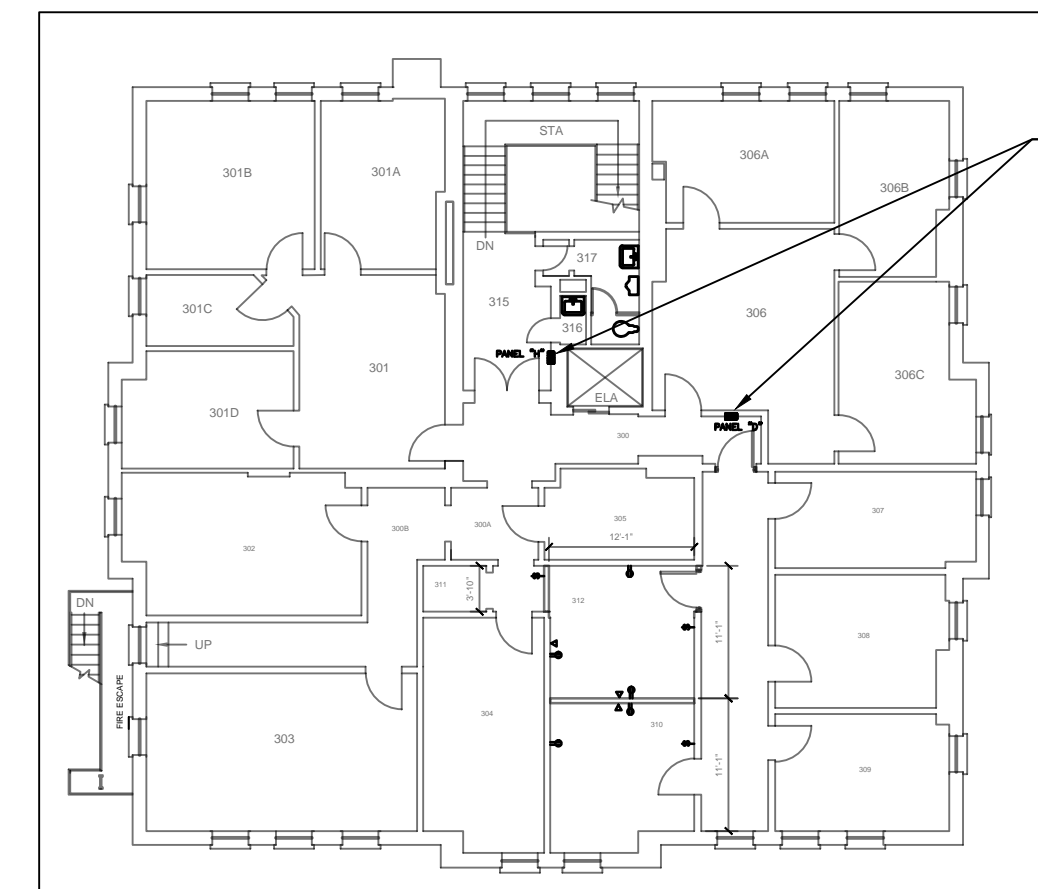 STA
301B
301A
306A
306B
DN
317
315
301C
316
306
301
PANEL "H"
306C
301D
ELA
PANEL "D"
300
305
307
300B
300A
302
12'-1"
311
3'-10"
312
308
DN
UP
11'-1"
FIRE ESCAPE
304
310
303
11'-1"
309